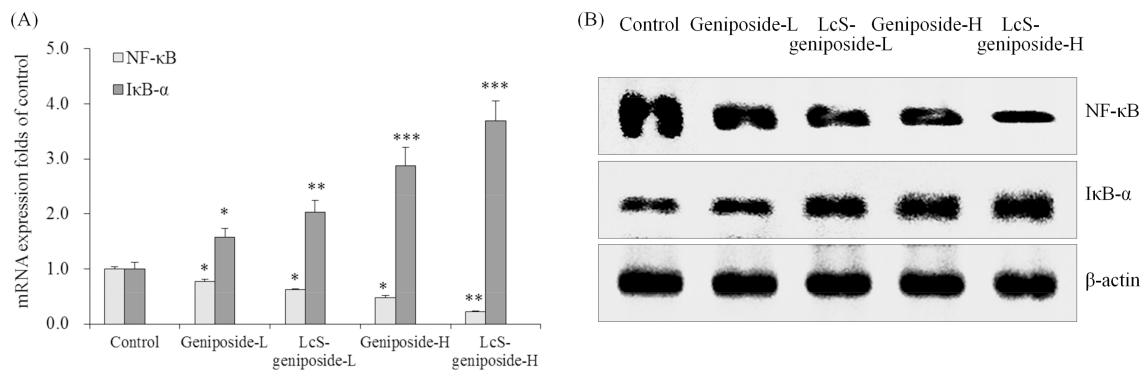 (A)
mRNA expression folds of control
5.0
4.0
3.0
2.0
1.0
0.0
NF-κB
IκB-α
*
*
*
**
*
***
**
***
Control
Geniposide-L
LcS-
geniposide-L
Geniposide-H
LcS-
geniposide-H
(B)
Control
Geniposide-L
LcS-
geniposide-L
Geniposide-H
LcS-
geniposide-H
NF-κB
IκB-α
β-actin